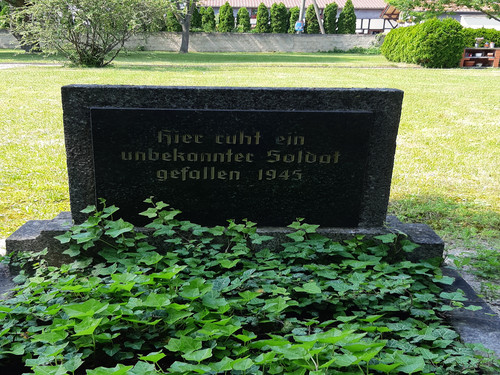 Hier ruht ein
unbekannter Soldat
gefallen 1945